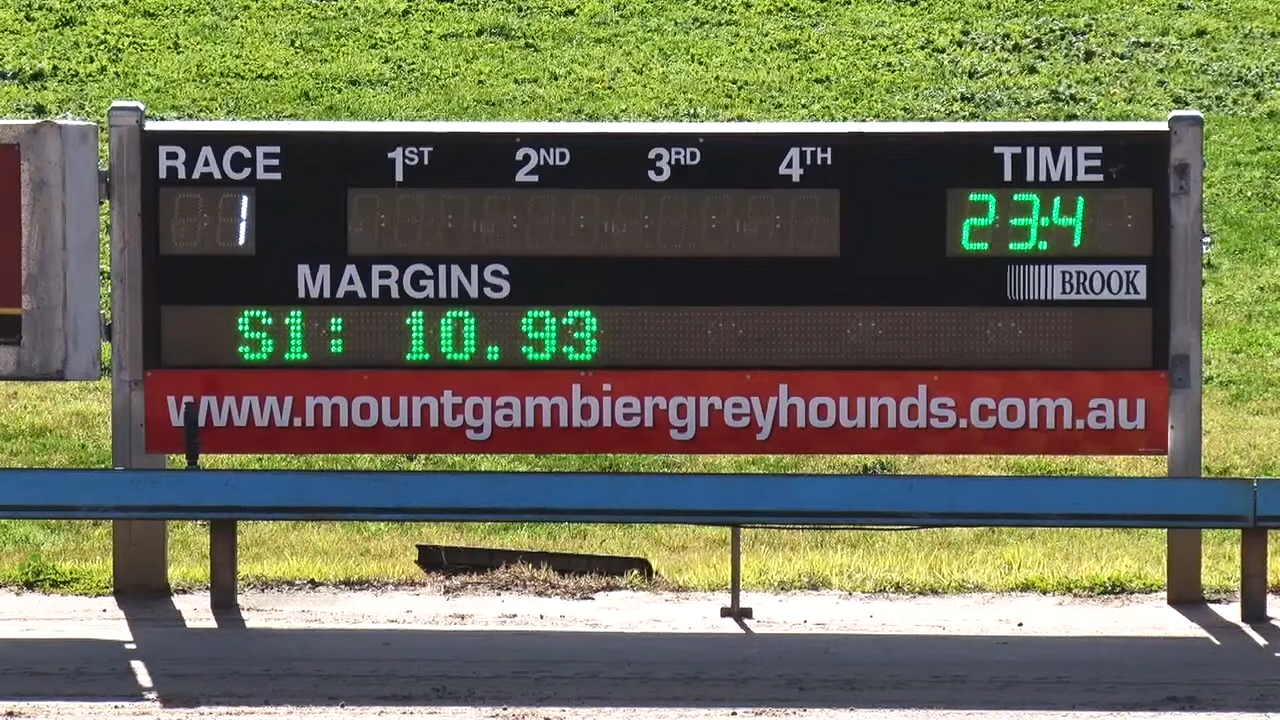 RACE 1ST 2ND 3RD 4TH TIME
1 23:4
MARGINS BROOK
S1: 10.93
www.mountgambiergreyhounds.com.au